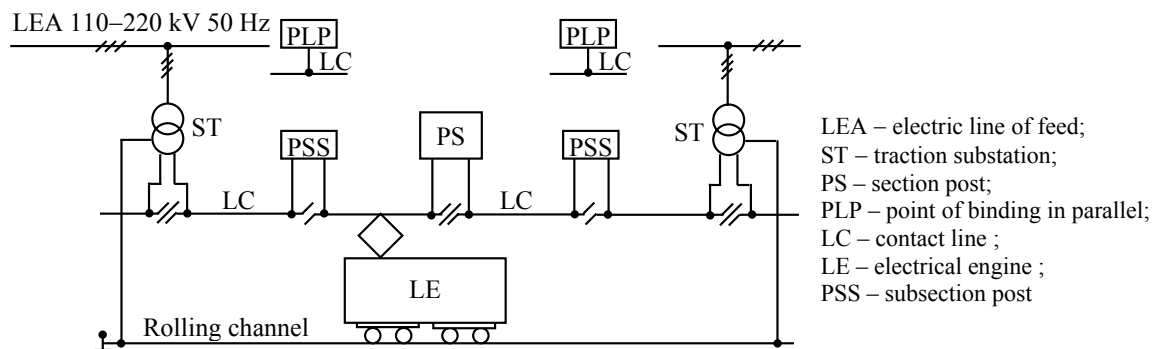 LEA 110–220 kV 50 Hz
PLP
PLP
LC
LC
ST
PSS
PS
PSS
ST
LC
LC
LE
Rolling channel
LEA – electric line of feed;
ST – traction substation;
PS – section post;
PLP – point of binding in parallel;
LC – contact line ;
LE – electrical engine ;
PSS – subsection post